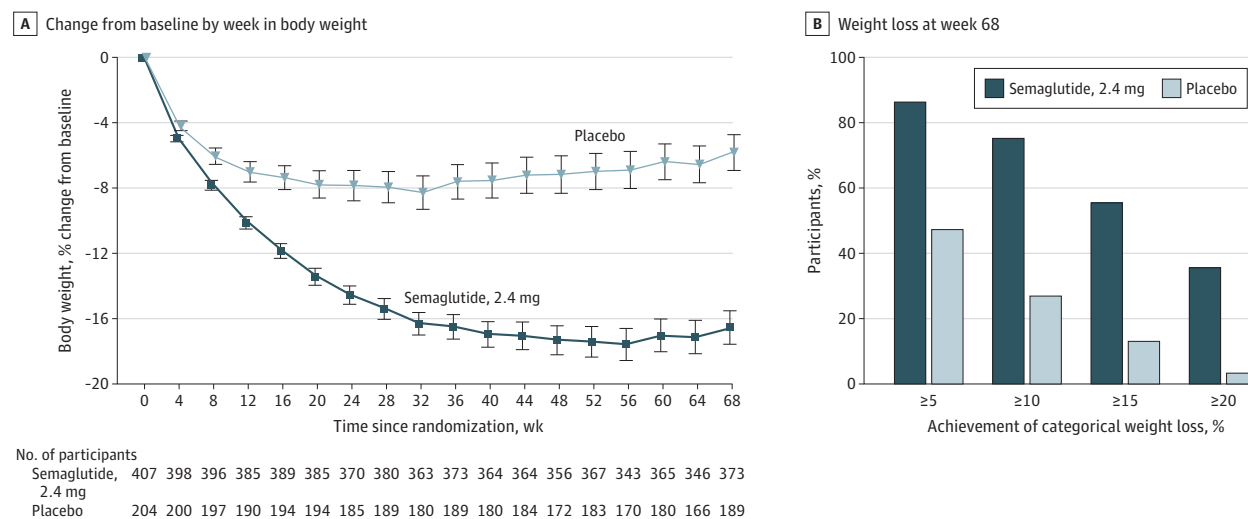 A Change from baseline by week in body weight
0
-4
-8
-12
-16
-20
Body weight, % change from baseline
Placebo
Semaglutide, 2.4 mg
0 4 8 12 16 20 24 28 32 36 40 44 48 52 56 60 64 68
Time since randomization, wk
No. of participants
Semaglutide, 407 398 396 385 389 385 370 380 363 373 364 364 356 367 343 365 346 373
2.4 mg
Placebo 204 200 197 190 194 194 185 189 180 189 180 184 172 183 170 180 166 189
B Weight loss at week 68
100
80
60
40
20
0
Participants, %
Semaglutide, 2.4 mg Placebo
≥5 ≥10 ≥15 ≥20
Achievement of categorical weight loss, %